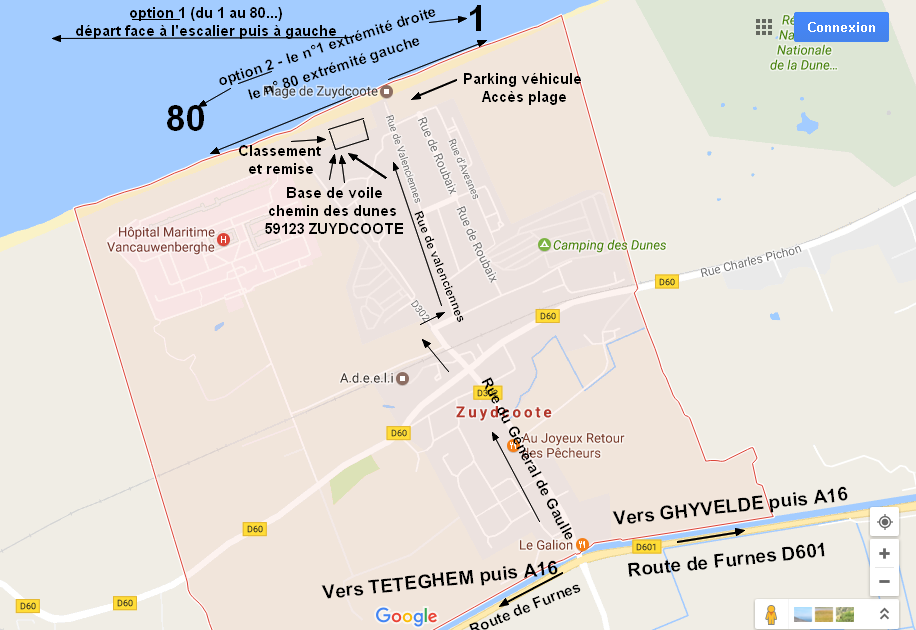 option 1 (du 1 au 80...)
départ face à l'escalier puis à gauche
option 2 - le n°1 extrémité droite
le n° 80 extrémité gauche
1
80
Connexion
Nationale
de la Dune...
Plage de Zuydcoote
Parking véhicule
Accès plage
Classement
et remise
Base de voile
chemin des dunes
59123 ZUYDCOOTE
Hôpital Maritime
Vancauwenberghe
H
Rue de Valenciennes
Rue de Roubaix
Rue d'Avesnes
Rue de Roubaix
Rue de valenciennes
Camping des Dunes
Rue Charles Pichon
D60
D60
D302
A.d.e.e.l.i
Zuydcoote
Rue du Général de Gaulle
Au Joyeux Retour
des Pêcheurs
D60
D60
D60
D60
Le Galion
D601
Vers GHYVELDE puis A16
Route de Furnes D601
Vers TETEGHEM puis A16
Route de Furnes
Google